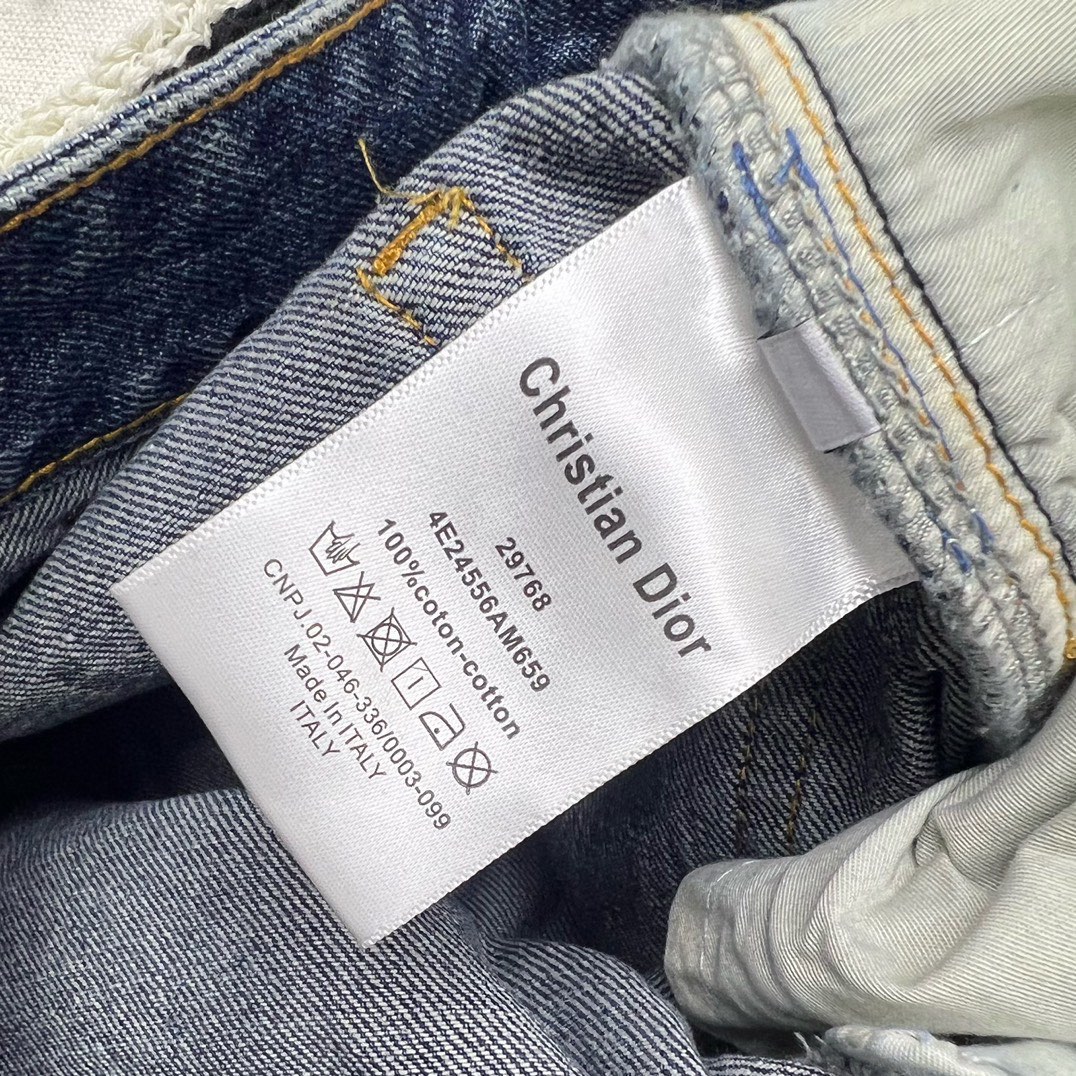 Christian Dior
29768
4E24556AM659
100%coton-cotton
CNPJ.02-046-336/0003-099
Made In ITALY
ITALY